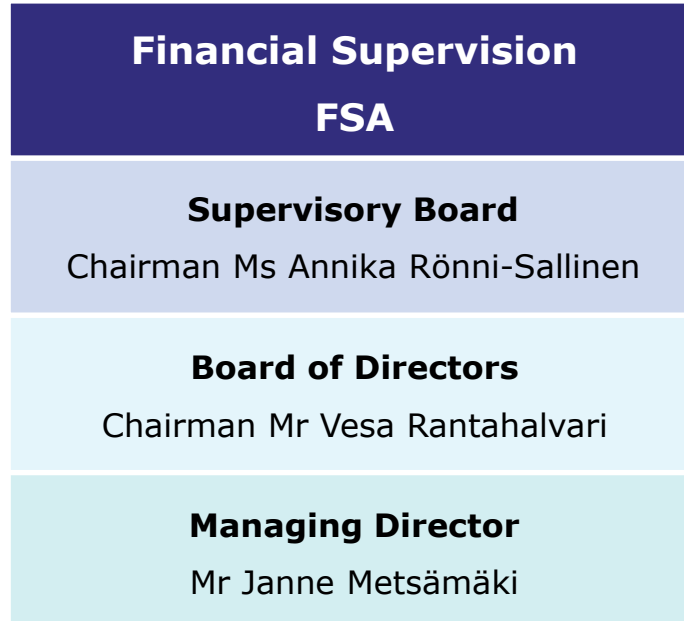 Financial Supervision
FSA
Supervisory Board
Chairman Ms Annika Rönni-Sallinen
Board of Directors
Chairman Mr Vesa Rantahalvari
Managing Director
Mr Janne Metsämäki